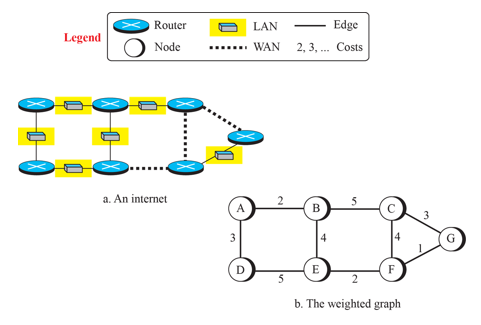 Legend
Router
LAN
Edge
Node
WAN
2, 3, ... Costs
a. An internet
A 2 B 5 C
3
3 4 4 G
1
D 5 E 2 F
b. The weighted graph